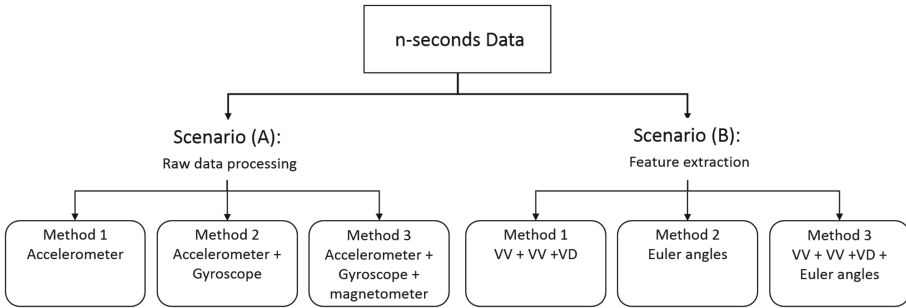 n-seconds Data
Scenario (A):
Raw data processing
Scenario (B):
Feature extraction
Method 1
Accelerometer
Method 2
Accelerometer +
Gyroscope
Method 3
Accelerometer +
Gyroscope +
magnetometer
Method 1
VV + VV +VD
Method 2
Euler angles
Method 3
VV + VV +VD +
Euler angles